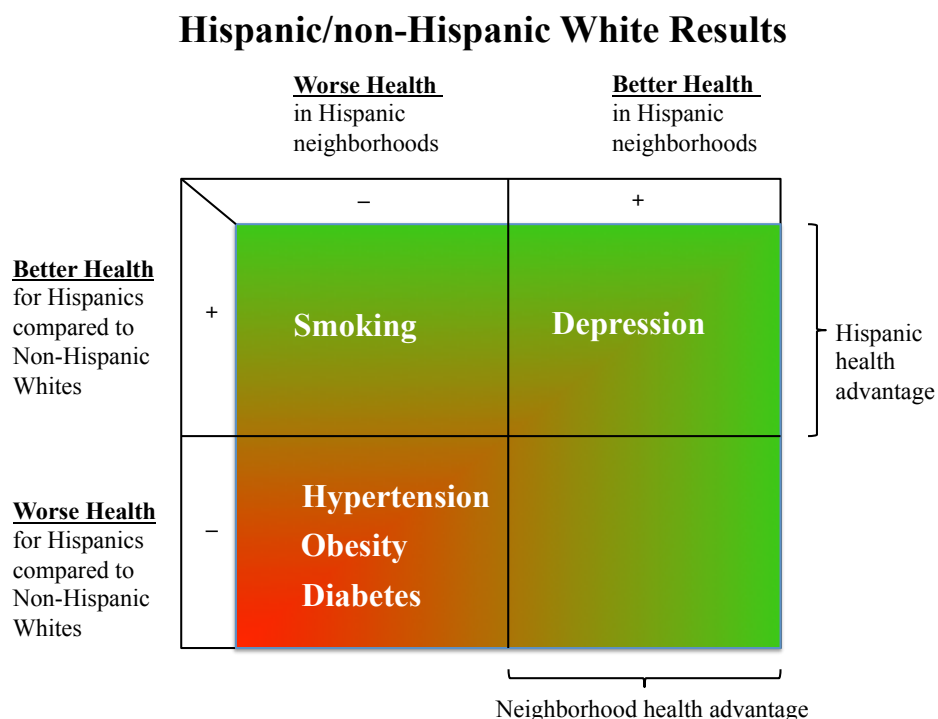 Hispanic/non-Hispanic White Results
Worse Health
in Hispanic
neighborhoods
Better Health
in Hispanic
neighborhoods
–
+
Better Health
for Hispanics
compared to
Non-Hispanic
Whites
+
Smoking
Depression
Hispanic
health
advantage
Worse Health
for Hispanics
compared to
Non-Hispanic
Whites
–
Hypertension
Obesity
Diabetes
Neighborhood health advantage